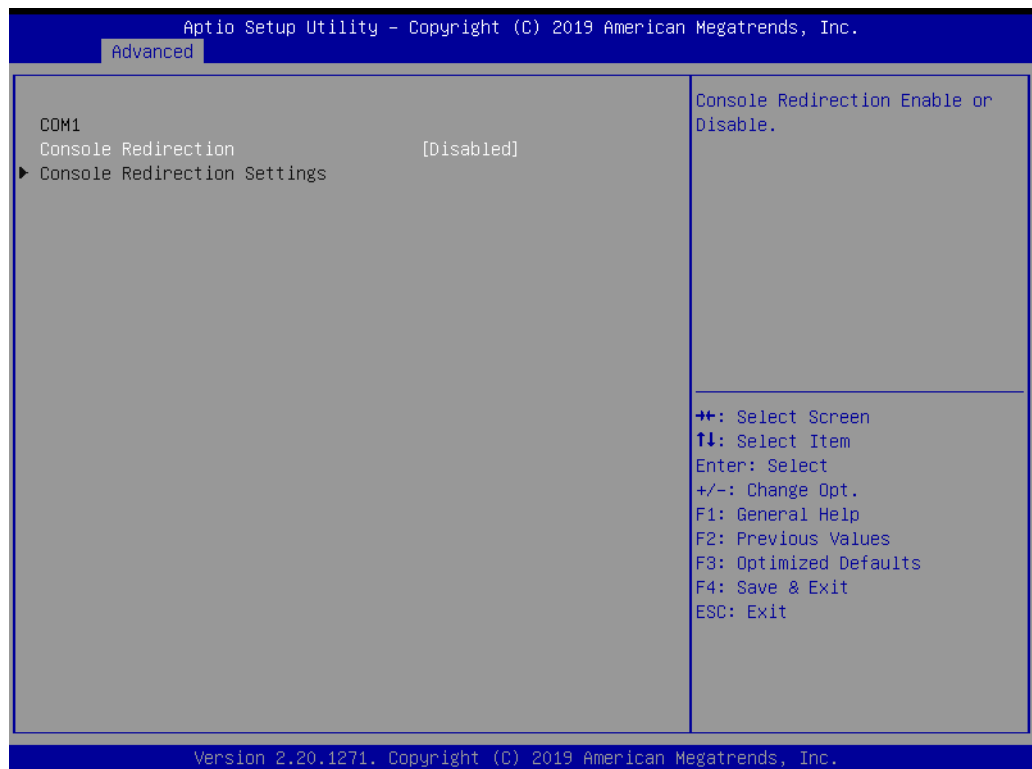 Aptio Setup Utility – Copyright (C) 2019 American Megatrends, Inc.
Advanced
COM1
Console Redirection [Disabled]
▶ Console Redirection Settings
Console Redirection Enable or
Disable.
→←: Select Screen
↑↓: Select Item
Enter: Select
+/-: Change Opt.
F1: General Help
F2: Previous Values
F3: Optimized Defaults
F4: Save & Exit
ESC: Exit
Version 2.20.1271. Copyright (C) 2019 American Megatrends, Inc.